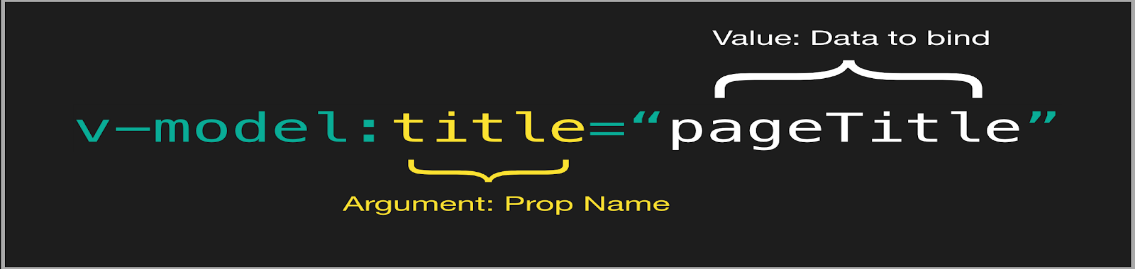 Value: Data to bind
v–model:title=“pageTitle”
Argument: Prop Name